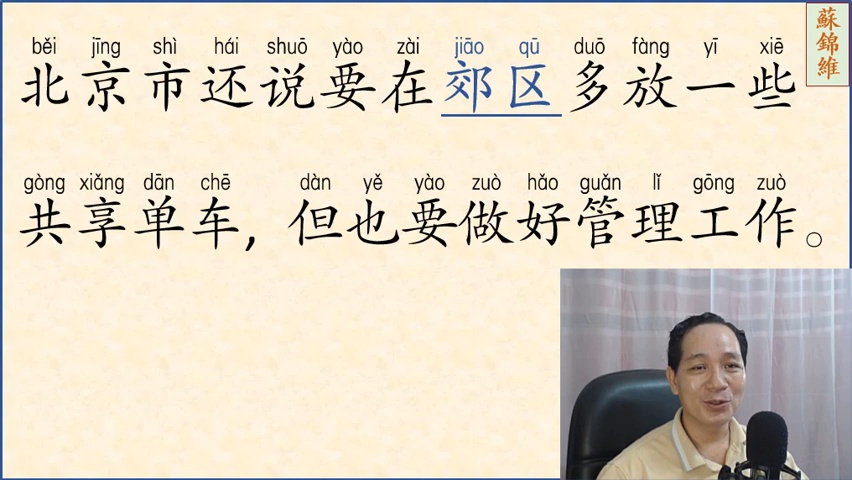 běi jīng shì hái shuō yào zài jiāo qū duō fàng yī xiē
北京市还说要在郊区多放一些
gòng xiǎng dān chē dàn yě yào zuò hǎo guǎn lǐ gōng zuò
共享单车，但也要做好管理工作。
蘇錦維